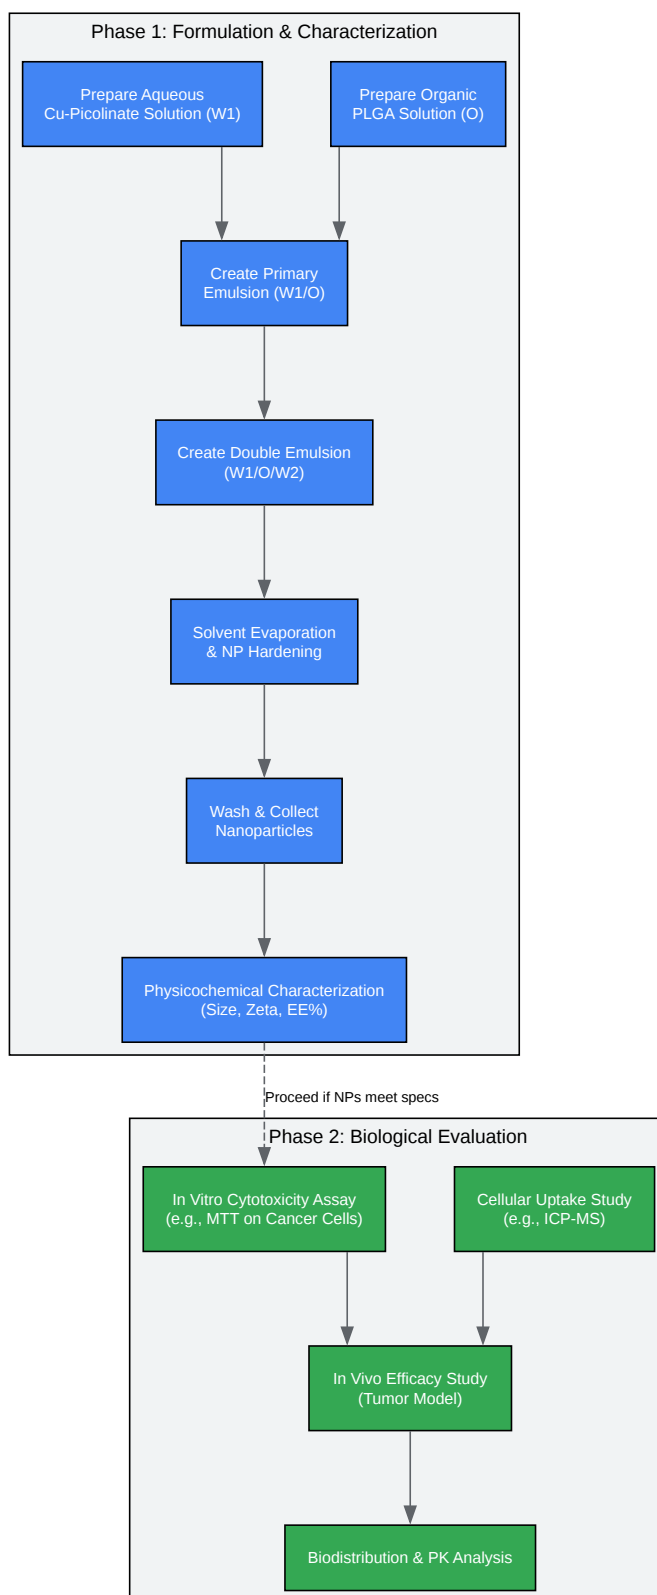 Phase 1: Formulation & Characterization
Prepare Aqueous
Cu-Picolinate Solution (W1)
Prepare Organic
PLGA Solution (O)
Create Primary
Emulsion (W1/O)
Create Double Emulsion
(W1/O/W2)
Solvent Evaporation
& NP Hardening
Wash & Collect
Nanoparticles
Physicochemical Characterization
(Size, Zeta, EE%)
Proceed if NPs meet specs
Phase 2: Biological Evaluation
In Vitro Cytotoxicity Assay
(e.g., MTT on Cancer Cells)
Cellular Uptake Study
(e.g., ICP-MS)
In Vivo Efficacy Study
(Tumor Model)
Biodistribution & PK Analysis